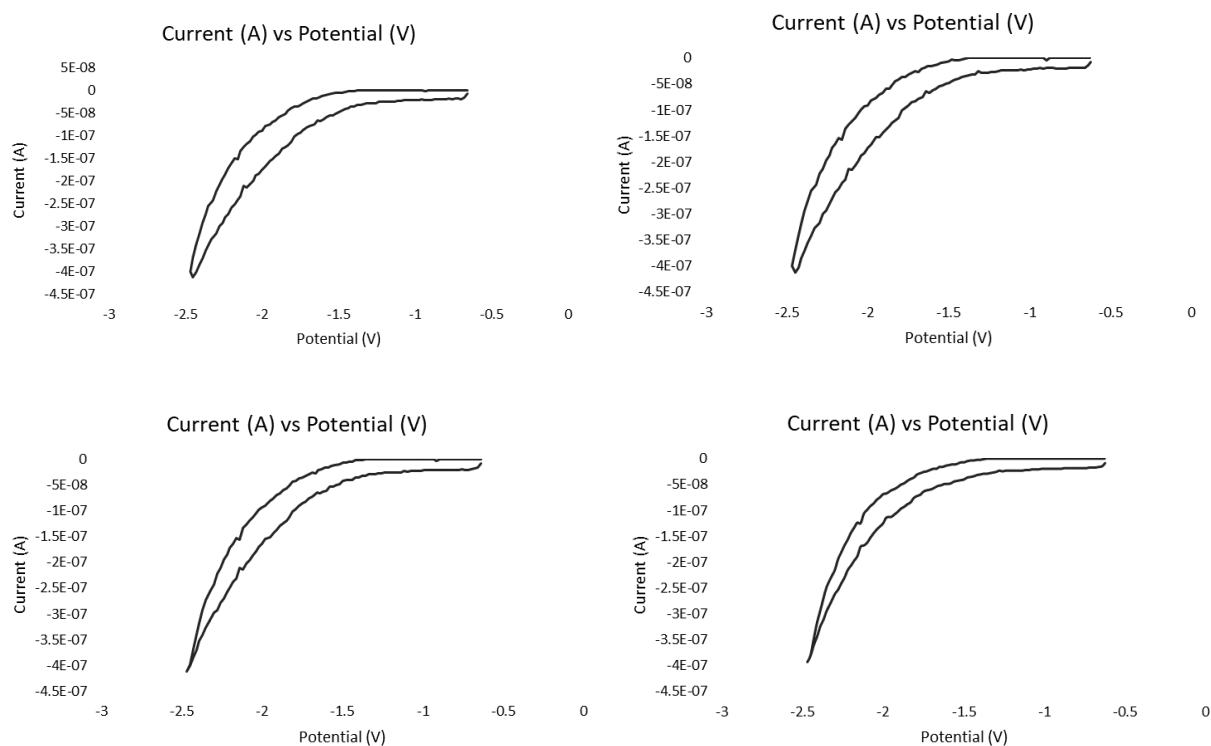 Current (A) vs Potential (V)
5E-08
0
-5E-08
-1E-07
-1.5E-07
-2E-07
-2.5E-07
-3E-07
-3.5E-07
-4E-07
-4.5E-07
Current (A)
-3 -2.5 -2 -1.5 -1 -0.5 0
Potential (V)
Current (A) vs Potential (V)
0
-5E-08
-1E-07
-1.5E-07
-2E-07
-2.5E-07
-3E-07
-3.5E-07
-4E-07
-4.5E-07
Current (A)
-3 -2.5 -2 -1.5 -1 -0.5 0
Potential (V)
Current (A) vs Potential (V)
0
-5E-08
-1E-07
-1.5E-07
-2E-07
-2.5E-07
-3E-07
-3.5E-07
-4E-07
-4.5E-07
Current (A)
-3 -2.5 -2 -1.5 -1 -0.5 0
Potential (V)
Current (A) vs Potential (V)
0
-5E-08
-1E-07
-1.5E-07
-2E-07
-2.5E-07
-3E-07
-3.5E-07
-4E-07
-4.5E-07
Current (A)
-3 -2.5 -2 -1.5 -1 -0.5 0
Potential (V)